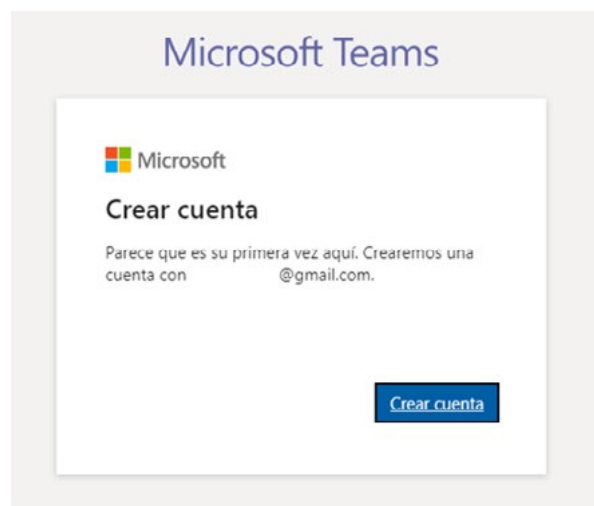 Microsoft Teams
Microsoft
Crear cuenta
Parece que es su primera vez aquí. Crearemos una
cuenta con @gmail.com.
Crear cuenta